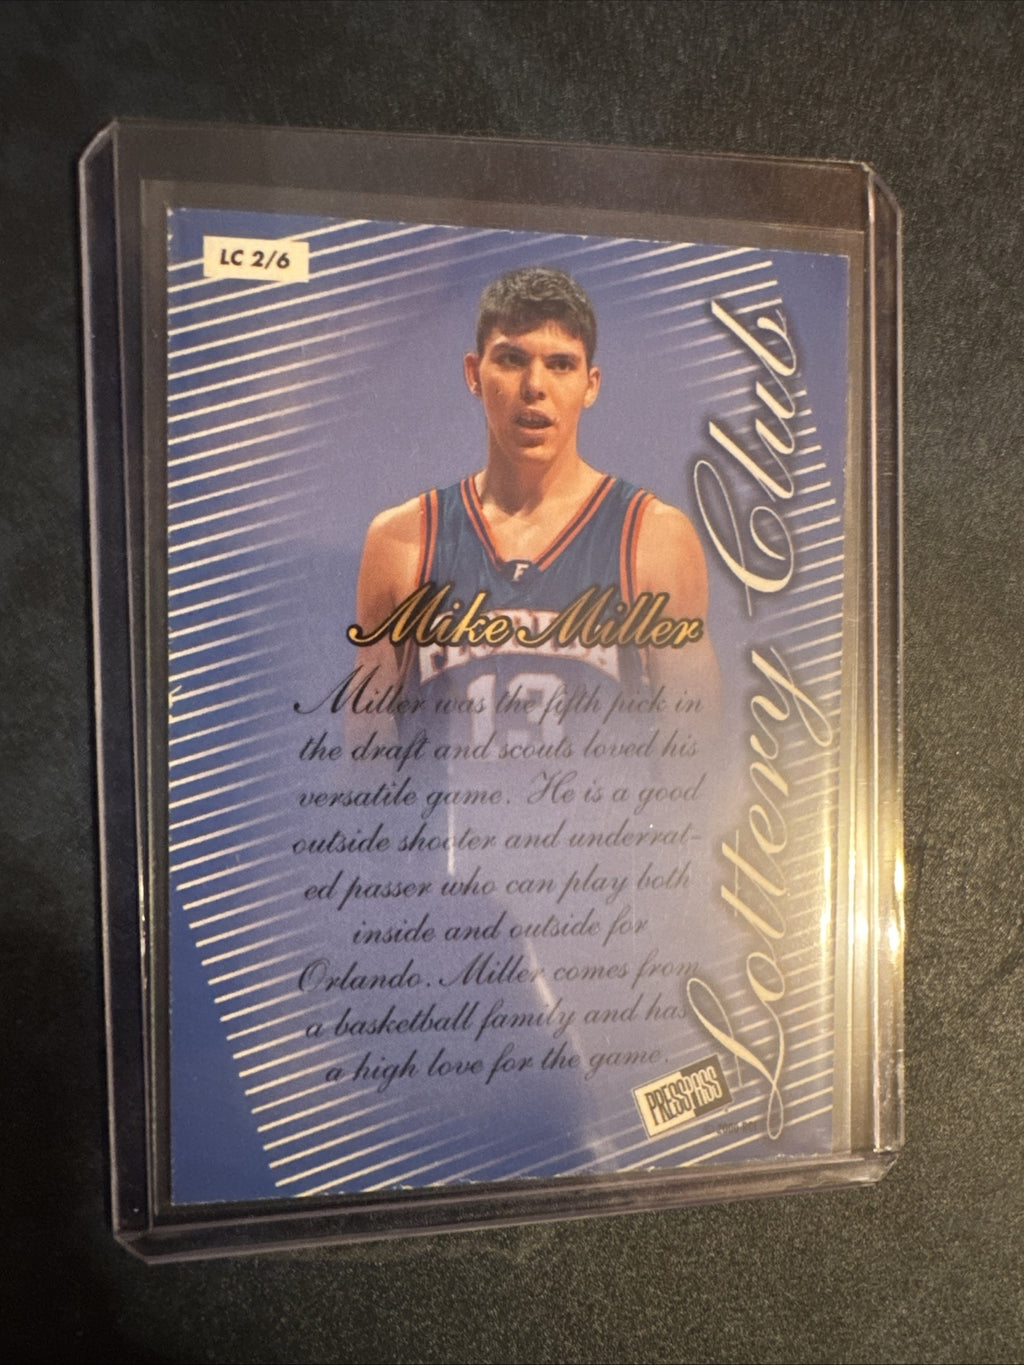 LC 2/6
Lottery Club
F
FLORIDA
13
Mike Miller
Miller was the fifth pick in
the draft and scouts loved his
versatile game. He is a good
outside shooter and underrat-
ed passer who can play both
inside and outside for
Orlando. Miller comes from
a basketball family and has
a high love for the game.
PRESS PASS